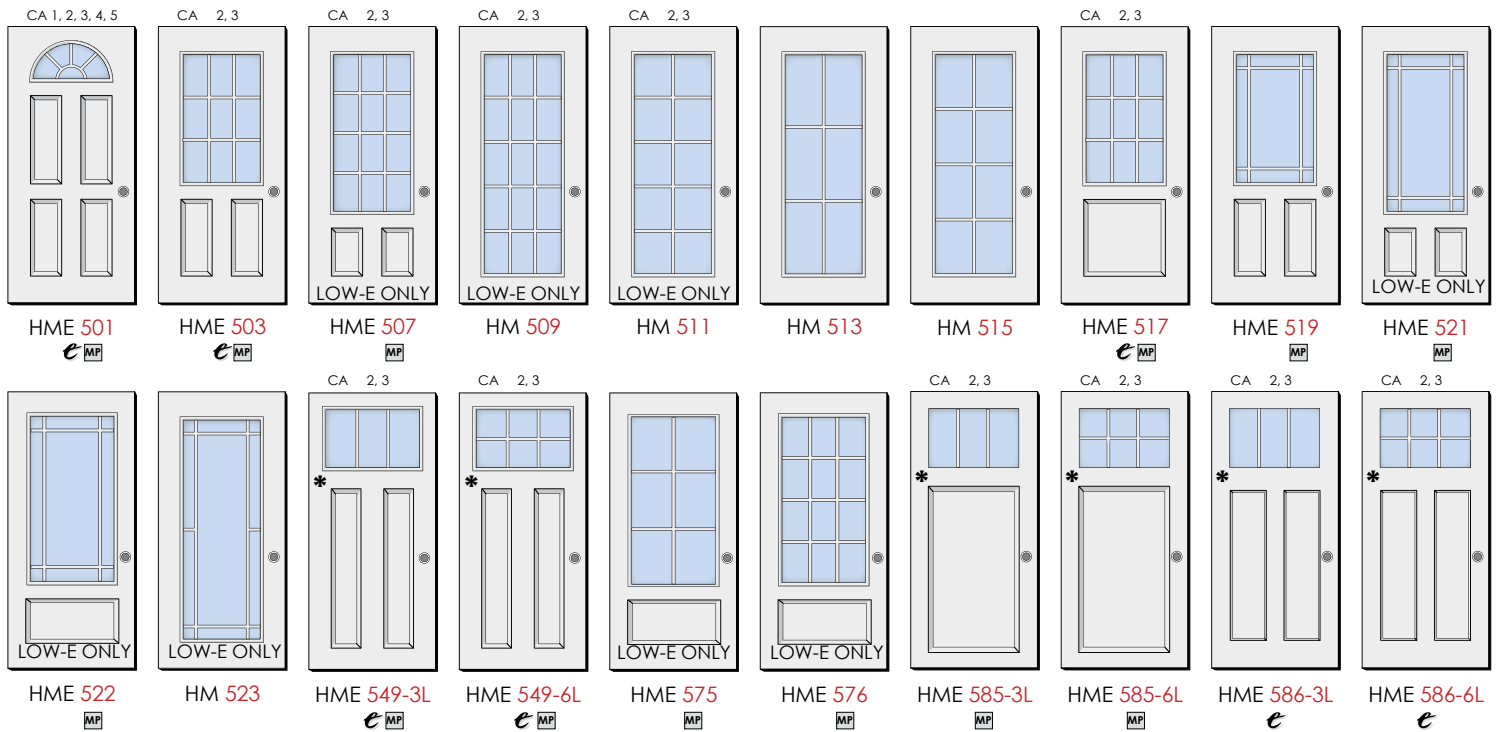 CA 1, 2, 3, 4, 5
CA 2, 3
CA 2, 3
CA 2, 3
CA 2, 3
CA 2, 3
LOW-E ONLY
LOW-E ONLY
LOW-E ONLY
LOW-E ONLY
HME 501
HME 503
HME 507
HM 509
HM 511
HM 513
HM 515
HME 517
HME 519
HME 521
e MP
e MP
MP
e MP
MP
MP
CA 2, 3
CA 2, 3
CA 2, 3
CA 2, 3
CA 2, 3
CA 2, 3
*
*
*
*
*
*
LOW-E ONLY
LOW-E ONLY
LOW-E ONLY
LOW-E ONLY
HME 522
HM 523
HME 549-3L
HME 549-6L
HME 575
HME 576
HME 585-3L
HME 585-6L
HME 586-3L
HME 586-6L
MP
e MP
e MP
MP
MP
MP
MP
e
e